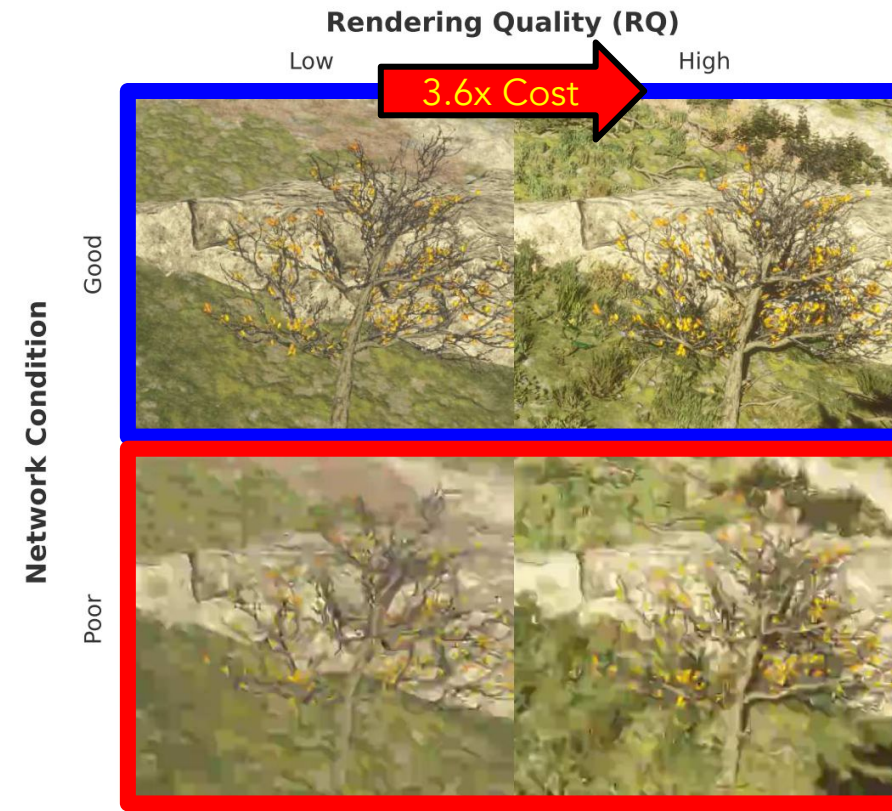 Rendering Quality (RQ)
Low
High
3.6x Cost
Network Condition
Good
Poor